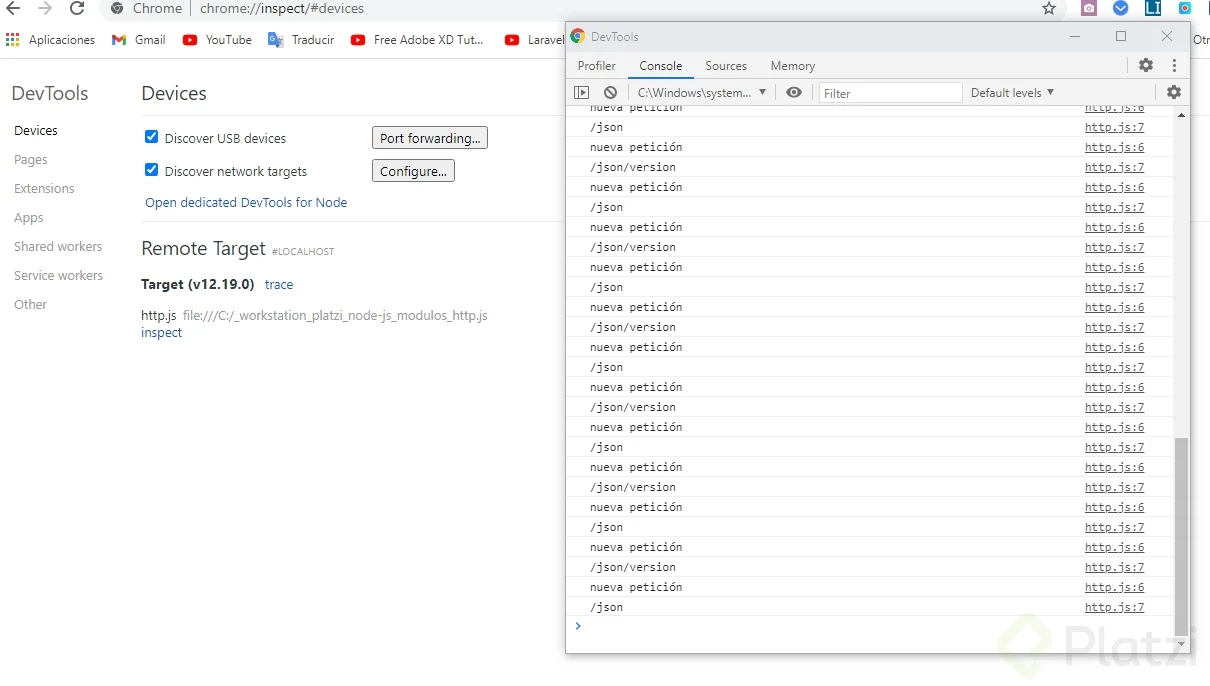 Chrome chrome://inspect/#devices
Aplicaciones Gmail YouTube Traducir Free Adobe XD Tut... Laravel
DevTools
Devices
Pages
Extensions
Apps
Shared workers
Service workers
Other
Devices
Discover USB devices Port forwarding...
Discover network targets Configure...
Open dedicated DevTools for Node
Remote Target #LOCALHOST
Target (v12.19.0) trace
http.js file:///C:/_workstation_platzi_node-js_modulos_http.js
inspect
DevTools
Profiler Console Sources Memory
C:\Windows\system... Filter Default levels
nueva petición http.js:6
/json http.js:7
nueva petición http.js:6
/json/version http.js:7
nueva petición http.js:6
/json http.js:7
nueva petición http.js:6
/json/version http.js:7
nueva petición http.js:6
/json http.js:7
nueva petición http.js:6
/json/version http.js:7
nueva petición http.js:6
/json http.js:7
nueva petición http.js:6
/json/version http.js:7
nueva petición http.js:6
/json http.js:7
nueva petición http.js:6
/json/version http.js:7
nueva petición http.js:6
/json http.js:7
nueva petición http.js:6
/json/version http.js:7
nueva petición http.js:6
/json http.js:7
Platzi